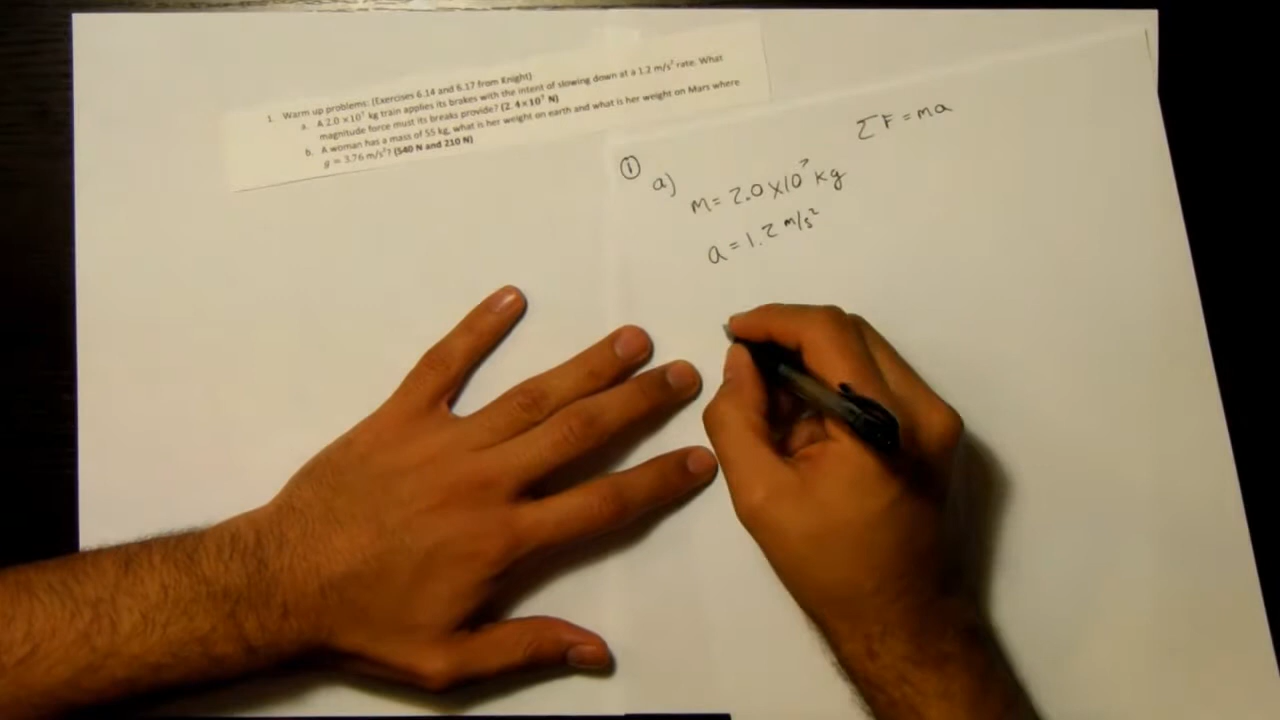 1. Warm up problems: (Exercises 6.14 and 6.17 from Knight)
a. A 2.0 ×10⁷ kg train applies its brakes with the intent of slowing down at a 1.2 m/s² rate. What
magnitude force must its breaks provide? (2.4×10⁷ N)
b. A woman has a mass of 55 kg, what is her weight on earth and what is her weight on Mars where
g = 3.76 m/s²? (540 N and 210 N)
ΣF = ma
① a)
m = 2.0 x10⁷ kg
a = 1.2 m/s²